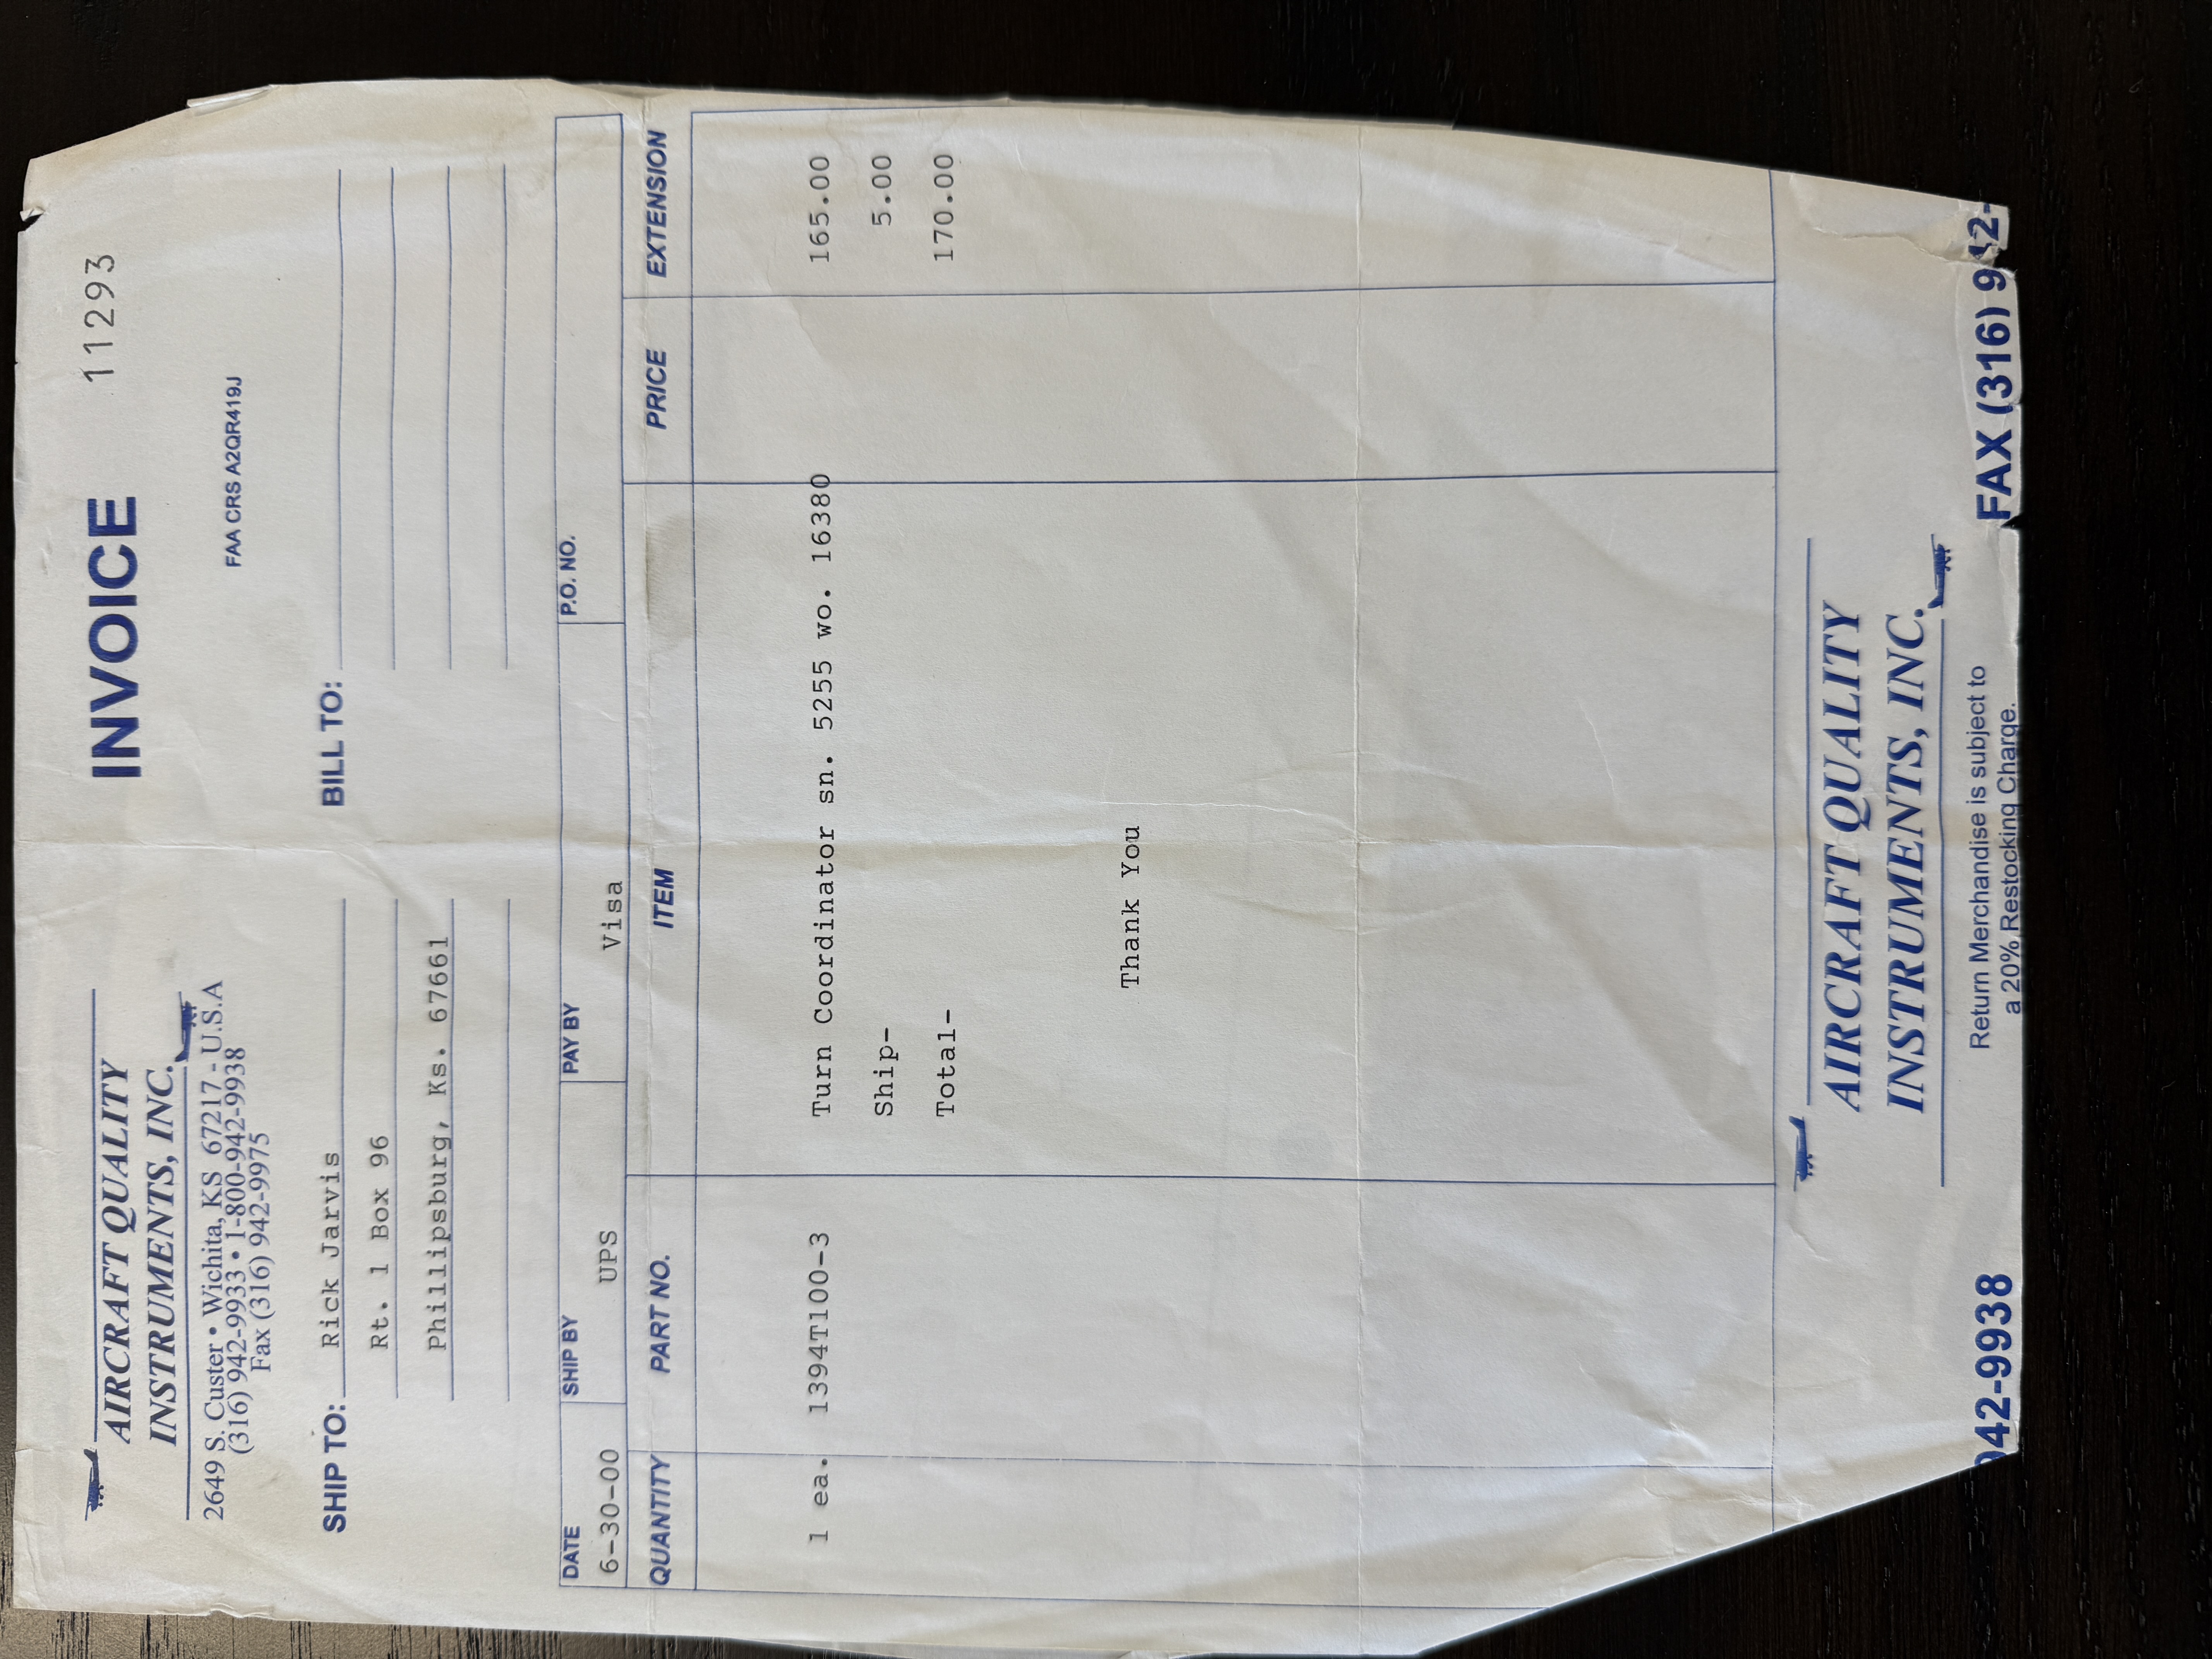 AIRCRAFT QUALITY
INSTRUMENTS, INC.
2649 S. Custer • Wichita, KS 67217 - U.S.A
(316) 942-9933 • 1-800-942-9938
Fax (316) 942-9975
INVOICE 11293
FAA CRS A2QR419J
SHIP TO: Rick Jarvis
Rt. 1 Box 96
Phillipsburg, Ks. 67661
BILL TO:
DATE SHIP BY PAY BY P.O. NO.
6-30-00 UPS Visa
QUANTITY PART NO. ITEM PRICE EXTENSION
1 ea. 1394T100-3 Turn Coordinator sn. 5255 wo. 16380 165.00
Ship- 5.00
Total- 170.00
Thank You
AIRCRAFT QUALITY
INSTRUMENTS, INC.
942-9938 Return Merchandise is subject to FAX (316) 942-
a 20% Restocking Charge.